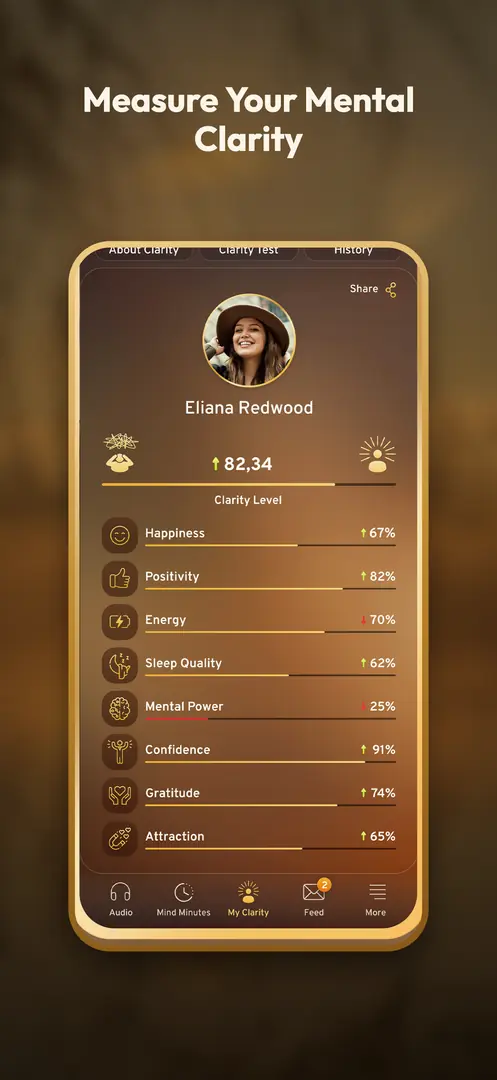 Measure Your Mental
Clarity
About Clarity
Clarity Test
History
Share
Eliana Redwood
82,34
Clarity Level
Happiness
67%
Positivity
82%
Energy
70%
Sleep Quality
62%
Mental Power
25%
Confidence
91%
Gratitude
74%
Attraction
65%
Audio
Mind Minutes
My Clarity
2
Feed
More